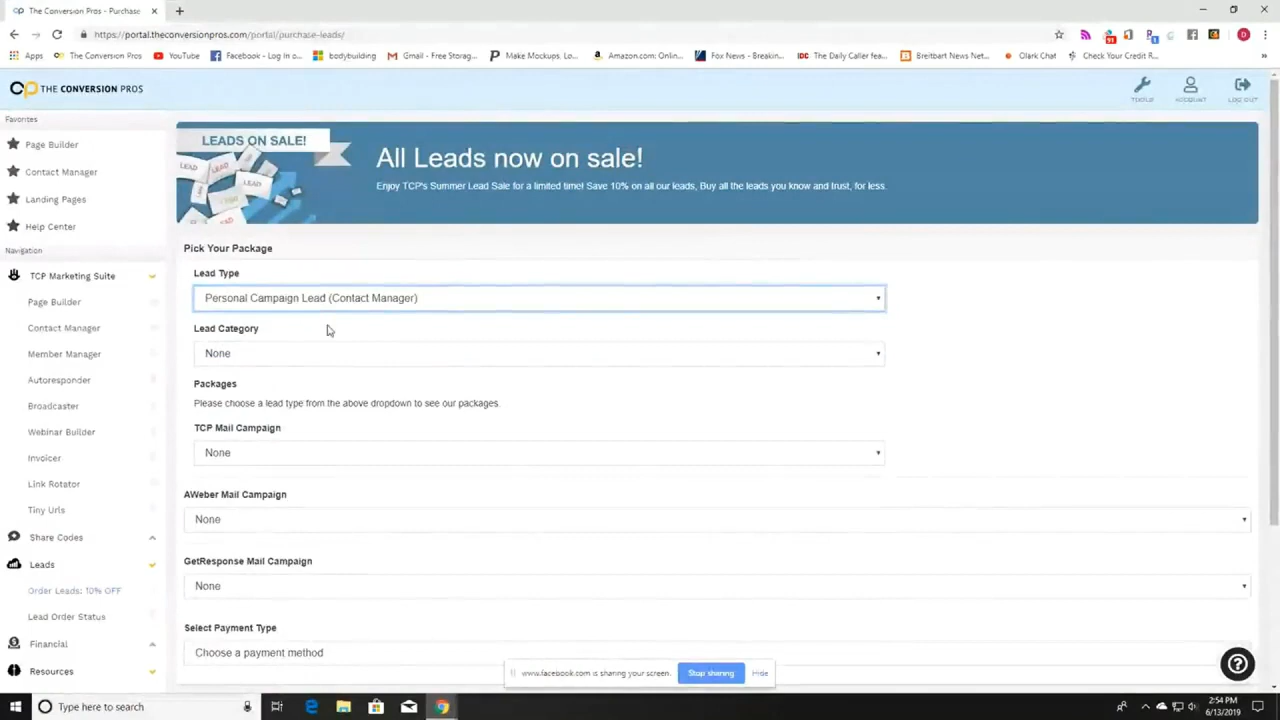 The Conversion Pros - Purchase
https://portal.theconversionpros.com/portal/purchase-leads/
91
1
D
Apps
The Conversion Pros
YouTube
Facebook - Log In o...
bodybuilding
Gmail - Free Storag...
Make Mockups. Lo...
Amazon.com: Onlin...
Fox News - Breakin...
IDC The Daily Caller fea...
Breitbart News Net...
Olark Chat
Check Your Credit R...
THE CONVERSION PROS
TOOLS
ACCOUNT
LOG OUT
Favorites
Page Builder
Contact Manager
Landing Pages
Help Center
Navigation
TCP Marketing Suite
Page Builder
Contact Manager
Member Manager
Autoresponder
Broadcaster
Webinar Builder
Invoicer
Link Rotator
Tiny Urls
Share Codes
Leads
Order Leads: 10% OFF
Lead Order Status
Financial
Resources
LEADS ON SALE!
LEAD
LEAD
LEAD
LEAD
All Leads now on sale!
Enjoy TCP's Summer Lead Sale for a limited time! Save 10% on all our leads, Buy all the leads you know and trust, for less.
Pick Your Package
Lead Type
Personal Campaign Lead (Contact Manager)
Lead Category
None
Packages
Please choose a lead type from the above dropdown to see our packages.
TCP Mail Campaign
None
AWeber Mail Campaign
None
GetResponse Mail Campaign
None
Select Payment Type
Choose a payment method
www.facebook.com is sharing your screen.
Stop sharing
Hide
Type here to search
2:54 PM
6/13/2019